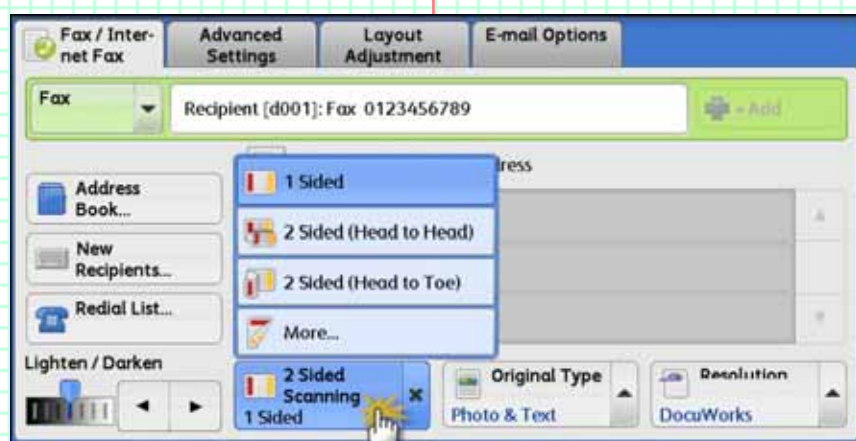 Fax / Inter-
net Fax
Advanced
Settings
Layout
Adjustment
E-mail Options
Fax
Recipient [d001]: Fax 0123456789
+ Add
ress
Address
Book...
New
Recipients...
Redial List...
Lighten / Darken
1 Sided
2 Sided (Head to Head)
2 Sided (Head to Toe)
More...
2 Sided
Scanning
1 Sided
Original Type
Photo & Text
Resolution
DocuWorks